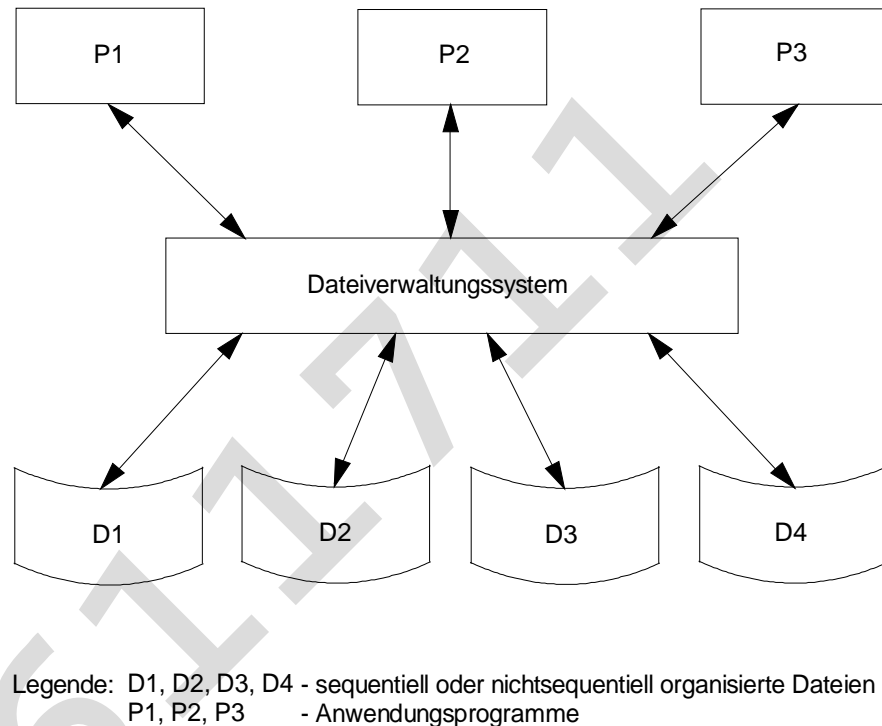 P1 P2 P3
Dateiverwaltungssystem
D1 D2 D3 D4
Legende: D1, D2, D3, D4 - sequentiell oder nichtsequentiell organisierte Dateien
P1, P2, P3 - Anwendungsprogramme
611711